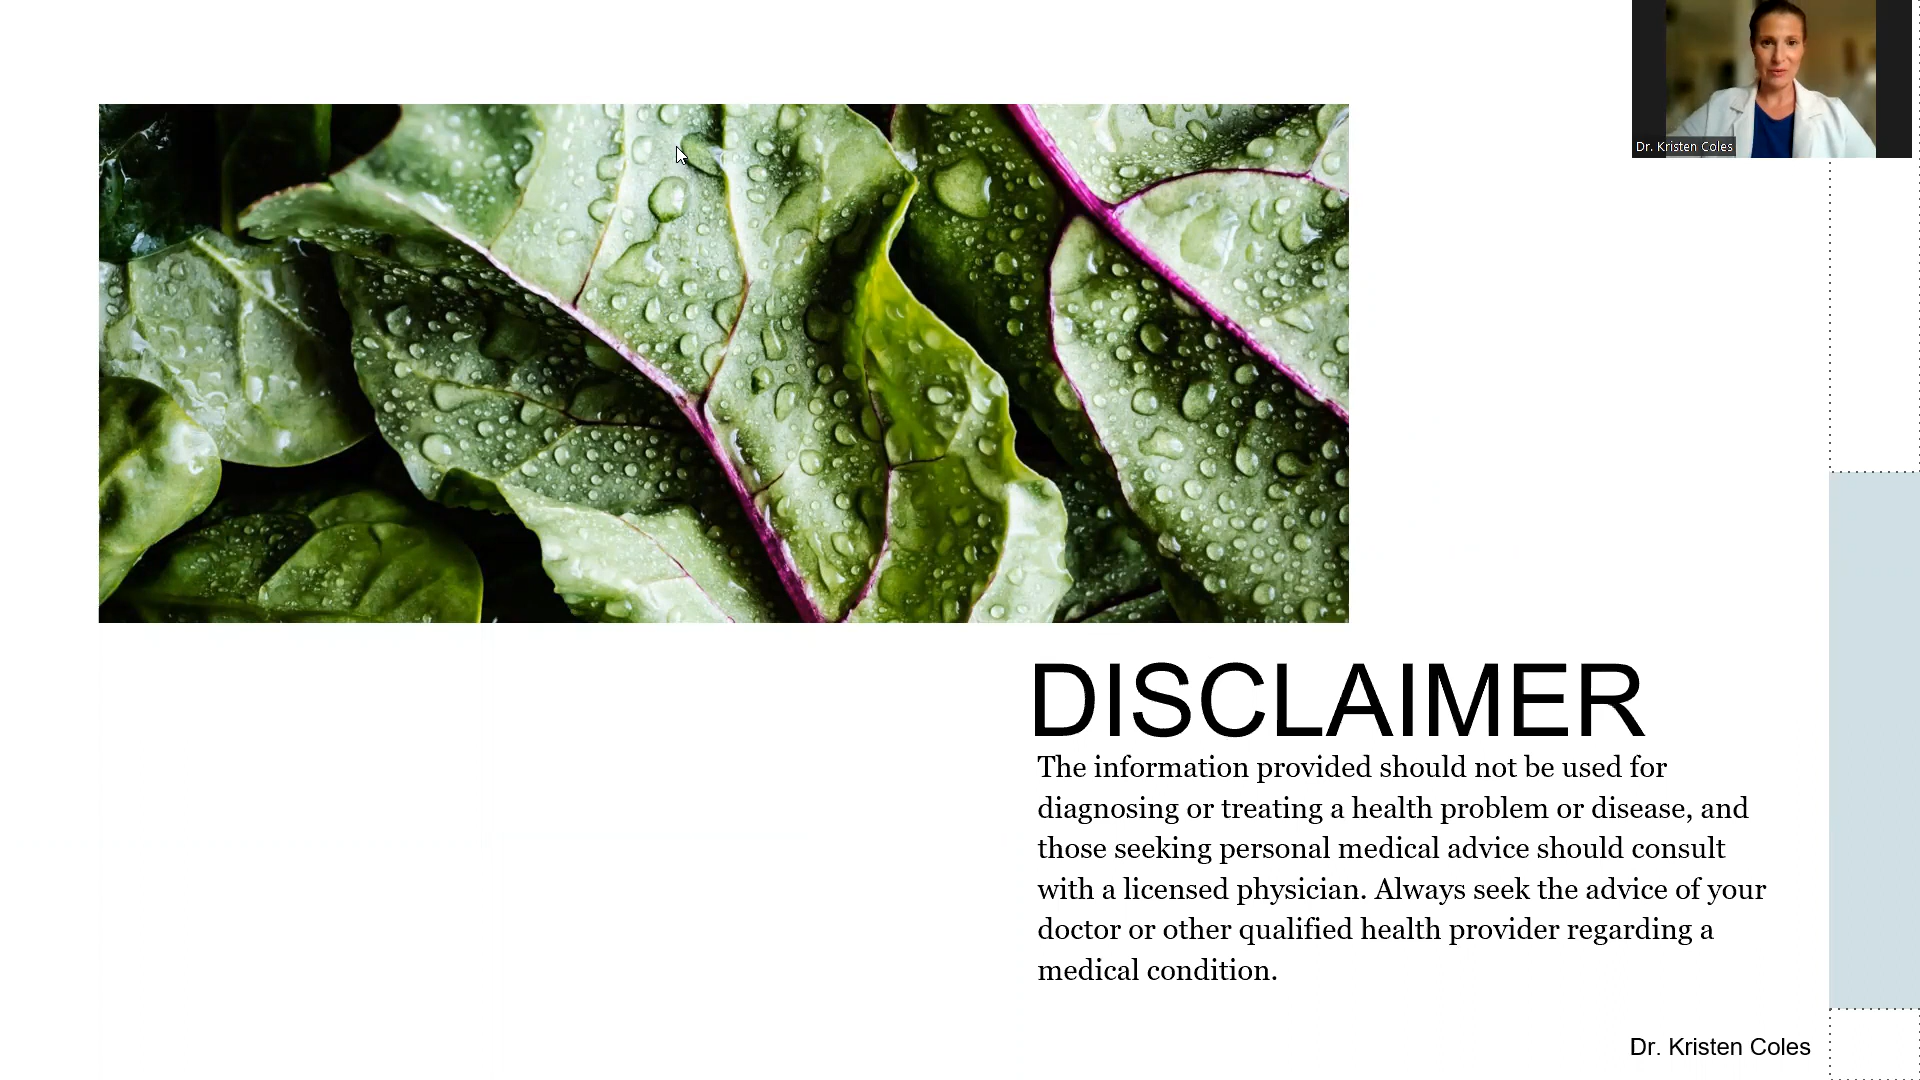 Dr. Kristen Coles
DISCLAIMER
The information provided should not be used for
diagnosing or treating a health problem or disease, and
those seeking personal medical advice should consult
with a licensed physician. Always seek the advice of your
doctor or other qualified health provider regarding a
medical condition.
Dr. Kristen Coles